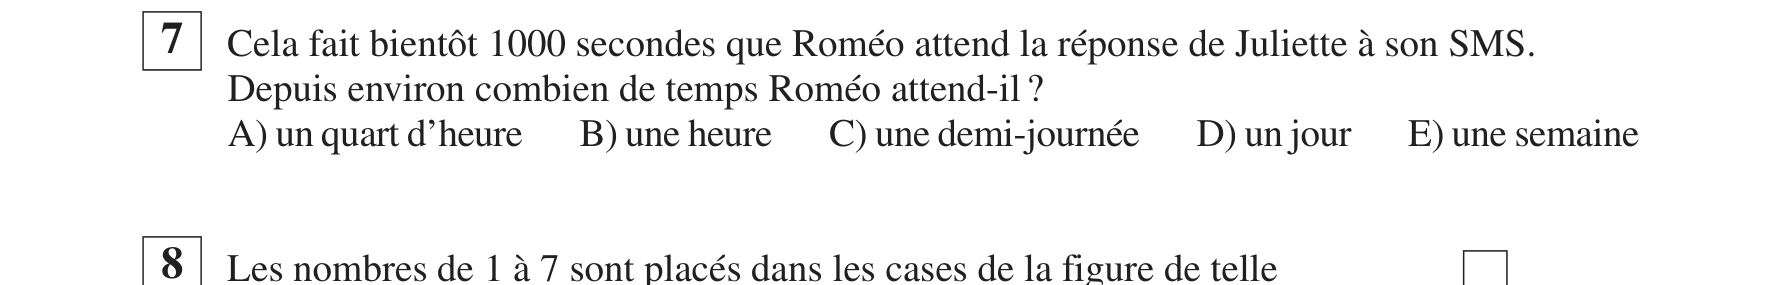 7 Cela fait bientôt 1000 secondes que Roméo attend la réponse de Juliette à son SMS.
Depuis environ combien de temps Roméo attend-il ?
A) un quart d’heure B) une heure C) une demi-journée D) un jour E) une semaine
8 Les nombres de 1 à 7 sont placés dans les cases de la figure de telle